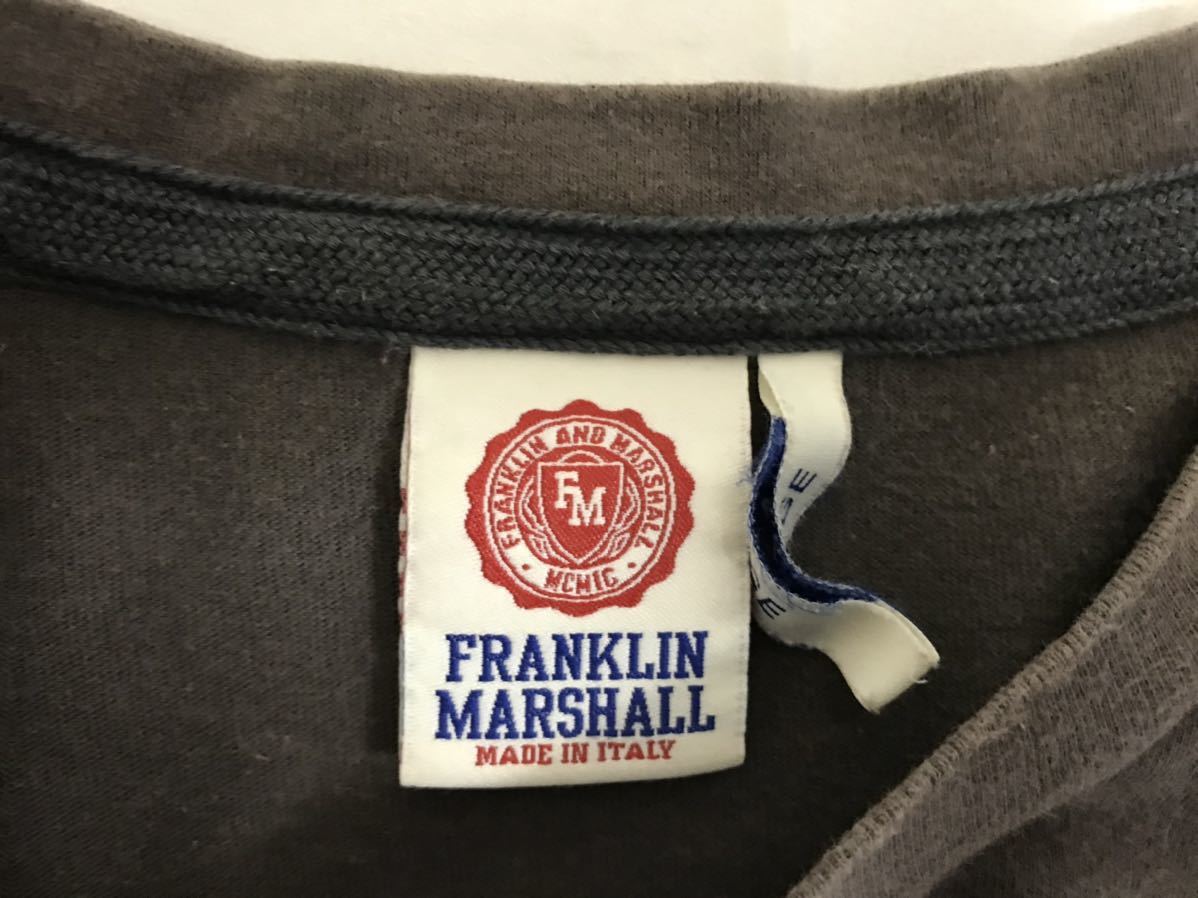 FRANKLIN AND MARSHALL
FM
· MCMIC ·
FRANKLIN
MARSHALL
MADE IN ITALY